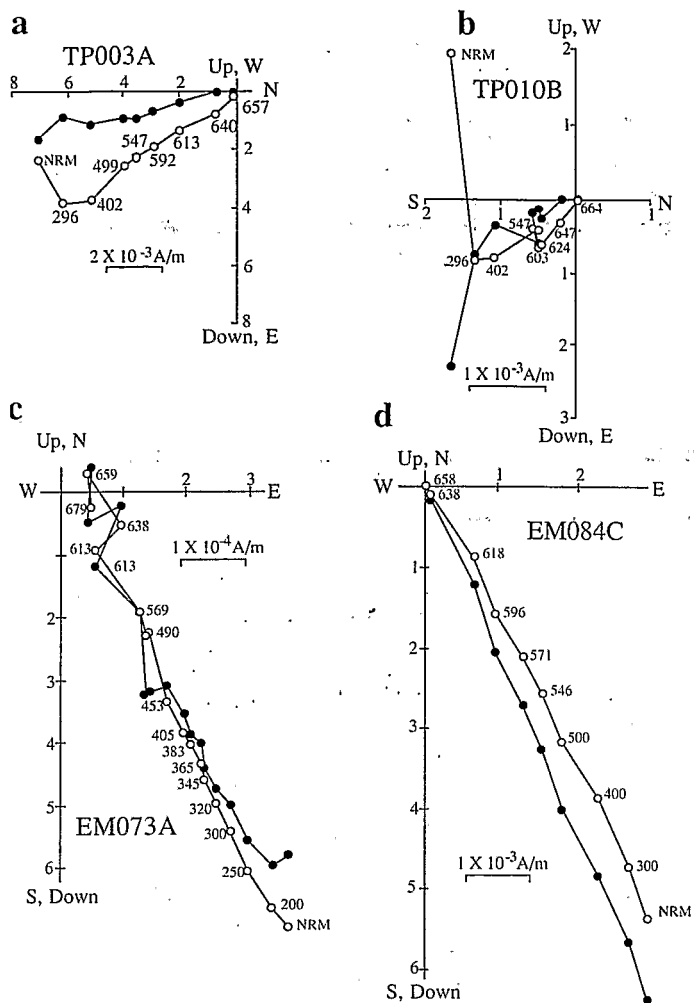 a
TP003A
Up, W
8 6 4 2 N
657
640
613
592
547
499
402
296
NRM
2
4
6
8
2 X 10-3A/m
Down, E
b
Up, W
2
NRM
TP010B
1
S N
2 1 1
664
547
647
624
603
296
402
1
2
3
1 X 10-3A/m
Down, E
c
Up, N
659
W 2 3 E
679
638
613
613
1 X 10-4A/m
569
2
490
3
453
405
4
383
365
345
320
5
300
EM073A
250
6
200
NRM
S, Down
d
Up, N
658
W 1 2 E
638
EM084C
618
1
596
2
571
546
3
500
400
4
300
1 X 10-3A/m
5
NRM
6
S, Down